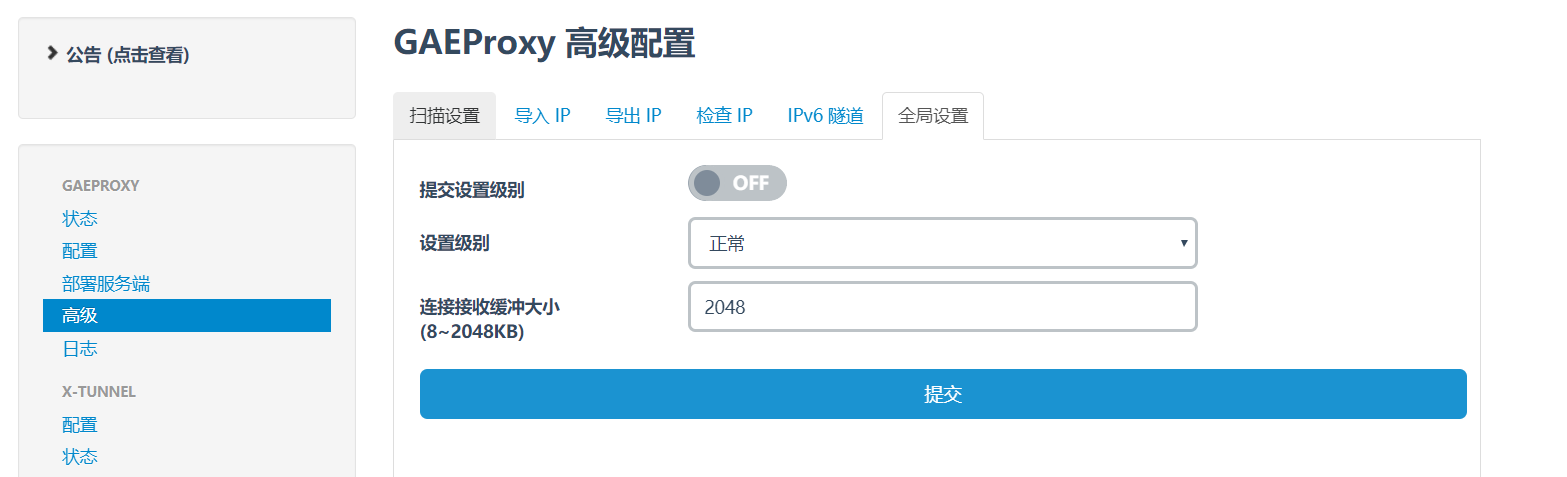 公告 (点击查看)
GAEPROXY
状态
配置
部署服务端
高级
日志
X-TUNNEL
配置
状态
GAEProxy 高级配置
扫描设置 导入 IP 导出 IP 检查 IP IPv6 隧道 全局设置
提交设置级别 OFF
设置级别 正常
连接接收缓冲大小 2048
(8~2048KB)
提交